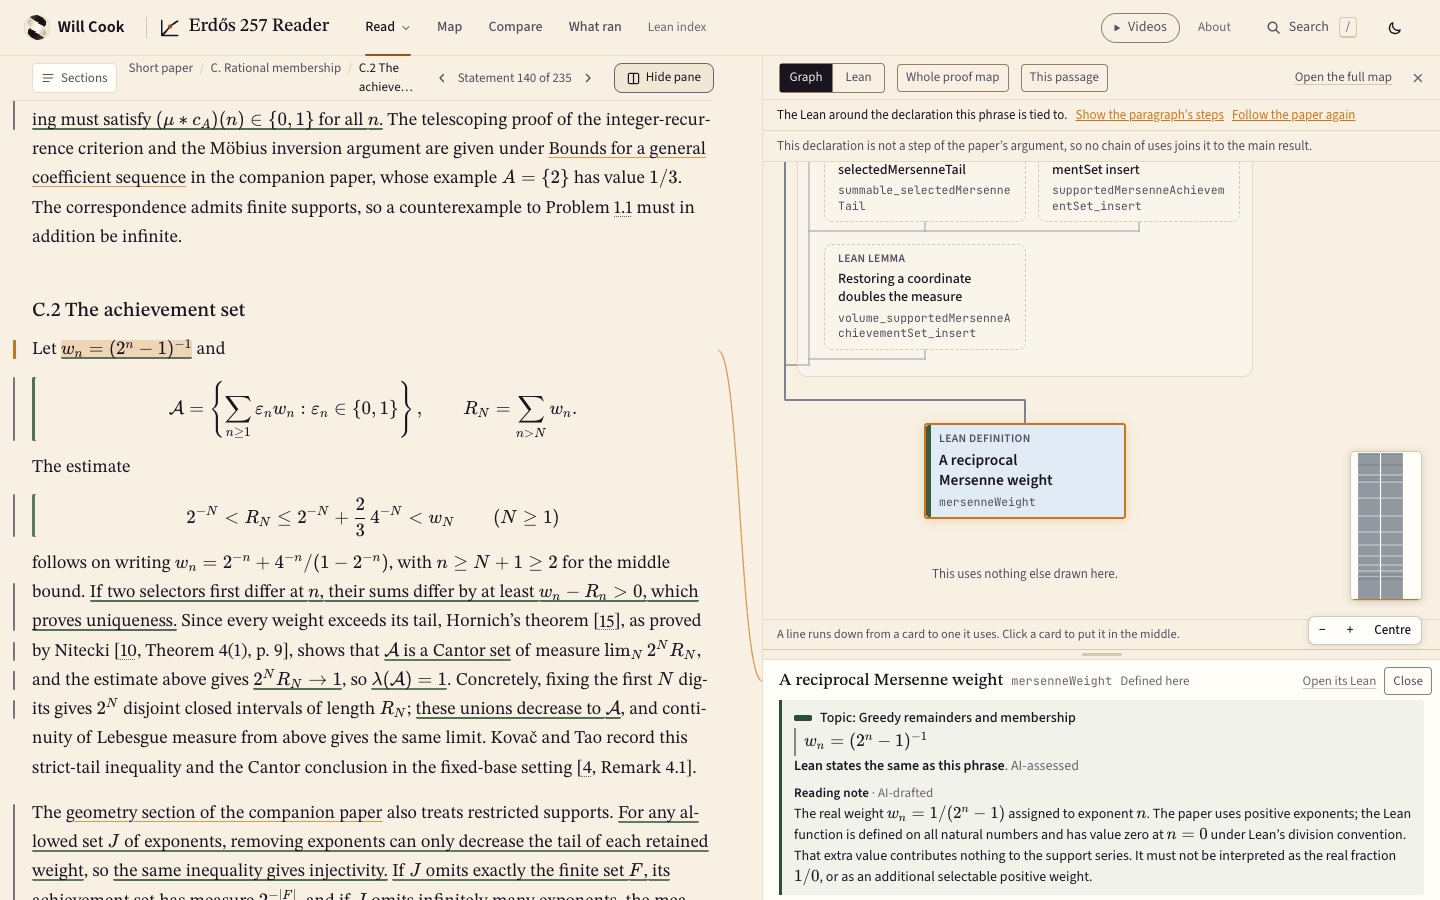 Will Cook
Erdős 257 Reader
Read
Map
Compare
What ran
Lean index
Videos
About
Search /
Sections
Short paper / C. Rational membership / C.2 The achieve…
Statement 140 of 235
Hide pane
ing must satisfy (μ ∗ c_A)(n) ∈ {0, 1} for all n. The telescoping proof of the integer-recur-
rence criterion and the Möbius inversion argument are given under Bounds for a general
coefficient sequence in the companion paper, whose example A = {2} has value 1/3.
The correspondence admits finite supports, so a counterexample to Problem 1.1 must in
addition be infinite.
C.2 The achievement set
Let w_n = (2^n − 1)^{−1} and
𝒜 = { ∑_{n≥1} ε_n w_n : ε_n ∈ {0, 1} } , R_N = ∑_{n>N} w_n.
The estimate
2^{−N} < R_N ≤ 2^{−N} + 2/3 4^{−N} < w_N (N ≥ 1)
follows on writing w_n = 2^{−n} + 4^{−n}/(1 − 2^{−n}), with n ≥ N + 1 ≥ 2 for the middle
bound. If two selectors first differ at n, their sums differ by at least w_n − R_n > 0, which
proves uniqueness. Since every weight exceeds its tail, Hornich's theorem [15], as proved
by Nitecki [10, Theorem 4(1), p. 9], shows that 𝒜 is a Cantor set of measure lim_N 2^N R_N,
and the estimate above gives 2^N R_N → 1, so λ(𝒜) = 1. Concretely, fixing the first N dig-
its gives 2^N disjoint closed intervals of length R_N; these unions decrease to 𝒜, and conti-
nuity of Lebesgue measure from above gives the same limit. Kovač and Tao record this
strict-tail inequality and the Cantor conclusion in the fixed-base setting [4, Remark 4.1].
The geometry section of the companion paper also treats restricted supports. For any al-
lowed set J of exponents, removing exponents can only decrease the tail of each retained
weight, so the same inequality gives injectivity. If J omits exactly the finite set F, its
achievement set has measure 2^{−|F|}, and if J omits infinitely many exponents, the mea-
Graph
Lean
Whole proof map
This passage
Open the full map
The Lean around the declaration this phrase is tied to. Show the paragraph's steps Follow the paper again
This declaration is not a step of the paper's argument, so no chain of uses joins it to the main result.
selectedMersenneTail
summable_selectedMersenne
Tail
mentSet insert
supportedMersenneAchievem
entSet_insert
LEAN LEMMA
Restoring a coordinate
doubles the measure
volume_supportedMersenneA
chievementSet_insert
LEAN DEFINITION
A reciprocal
Mersenne weight
mersenneWeight
This uses nothing else drawn here.
A line runs down from a card to one it uses. Click a card to put it in the middle.
− + Centre
A reciprocal Mersenne weight mersenneWeight Defined here
Open its Lean
Close
Topic: Greedy remainders and membership
w_n = (2^n − 1)^{−1}
Lean states the same as this phrase. AI-assessed
Reading note · AI-drafted
The real weight w_n = 1/(2^n − 1) assigned to exponent n. The paper uses positive exponents; the Lean
function is defined on all natural numbers and has value zero at n = 0 under Lean's division convention.
That extra value contributes nothing to the support series. It must not be interpreted as the real fraction
1/0, or as an additional selectable positive weight.